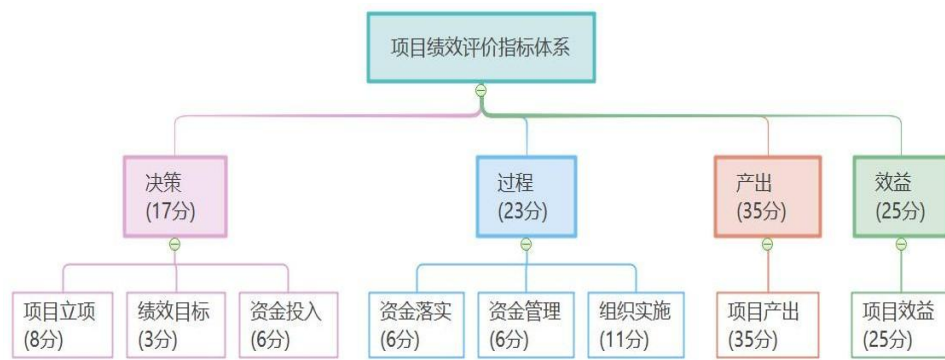 项目绩效评价指标体系
决策
(17分)
过程
(23分)
产出
(35分)
效益
(25分)
项目立项
(8分)
绩效目标
(3分)
资金投入
(6分)
资金落实
(6分)
资金管理
(6分)
组织实施
(11分)
项目产出
(35分)
项目效益
(25分)